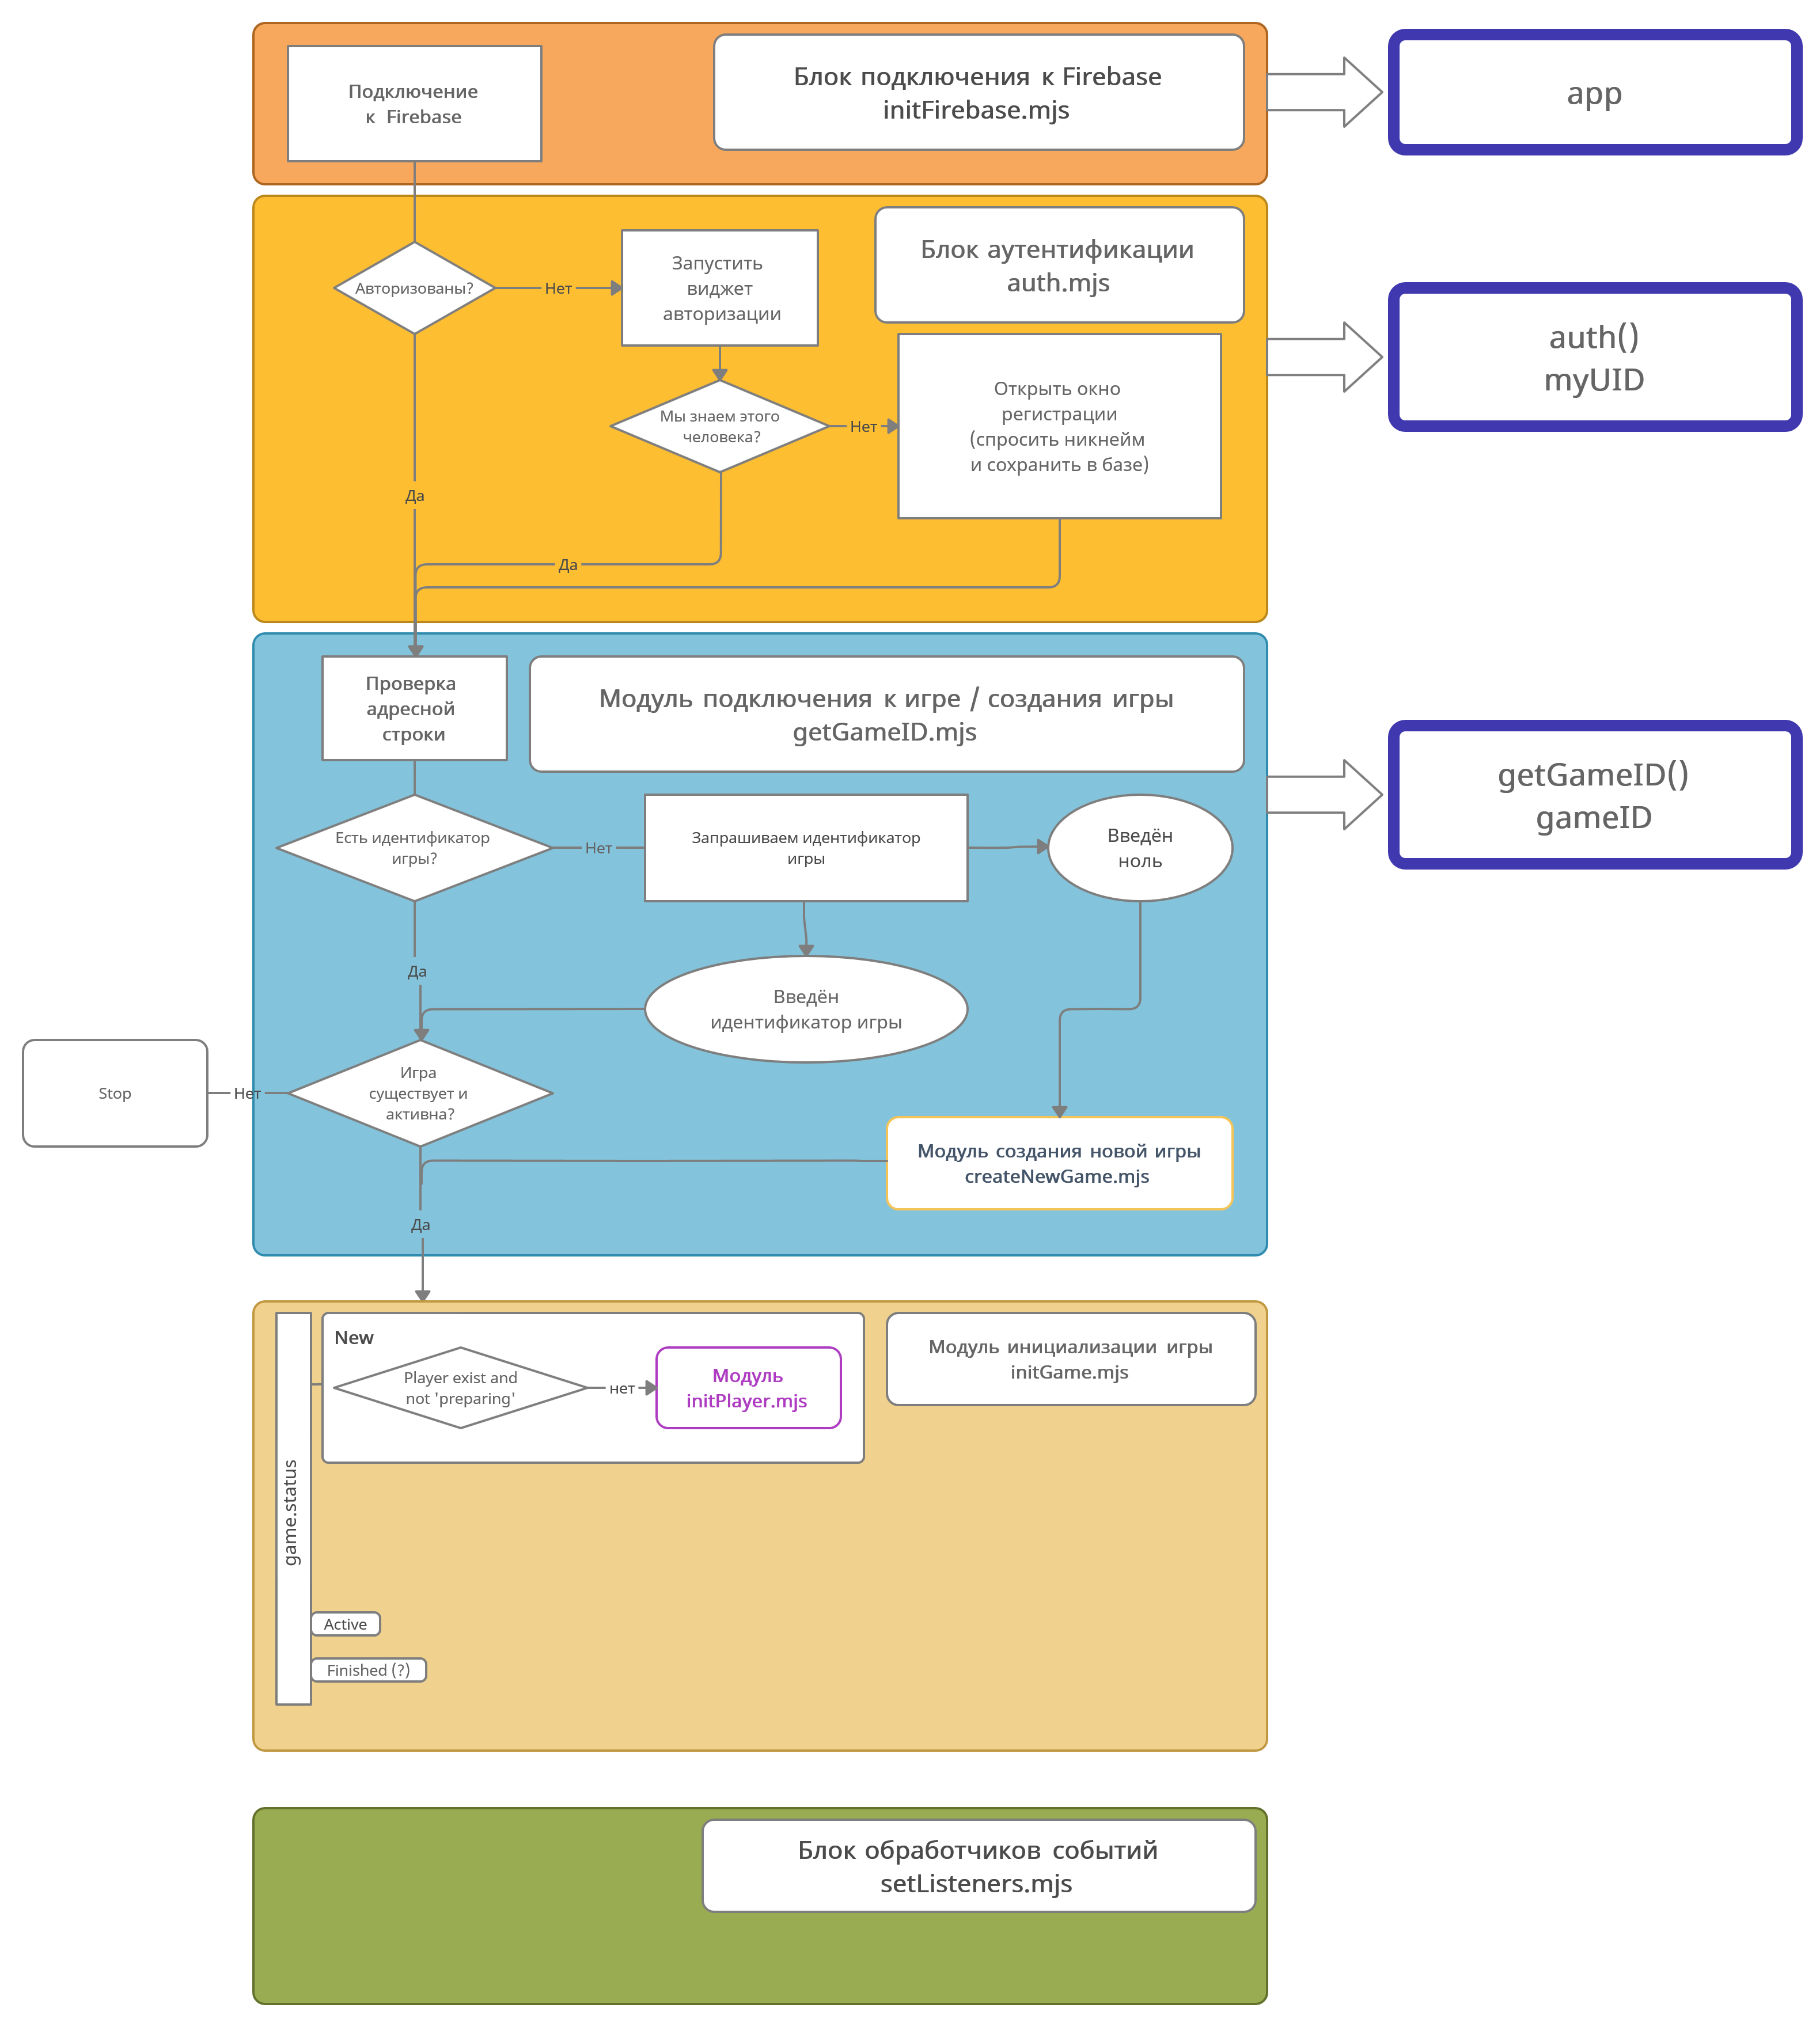 Подключение
к Firebase
Блок подключения к Firebase
initFirebase.mjs
app
Авторизованы?
Нет
Запустить
виджет
авторизации
Блок аутентификации
auth.mjs
auth()
myUID
Мы знаем этого
человека?
Нет
Открыть окно
регистрации
(спросить никнейм
и сохранить в базе)
Да
Да
Проверка
адресной
строки
Модуль подключения к игре / создания игры
getGameID.mjs
getGameID()
gameID
Есть идентификатор
игры?
Нет
Запрашиваем идентификатор
игры
Введён
ноль
Да
Введён
идентификатор игры
Stop
Нет
Игра
существует и
активна?
Модуль создания новой игры
createNewGame.mjs
Да
New
Player exist and
not 'preparing'
нет
Модуль
initPlayer.mjs
Модуль инициализации игры
initGame.mjs
game.status
Active
Finished (?)
Блок обработчиков событий
setListeners.mjs